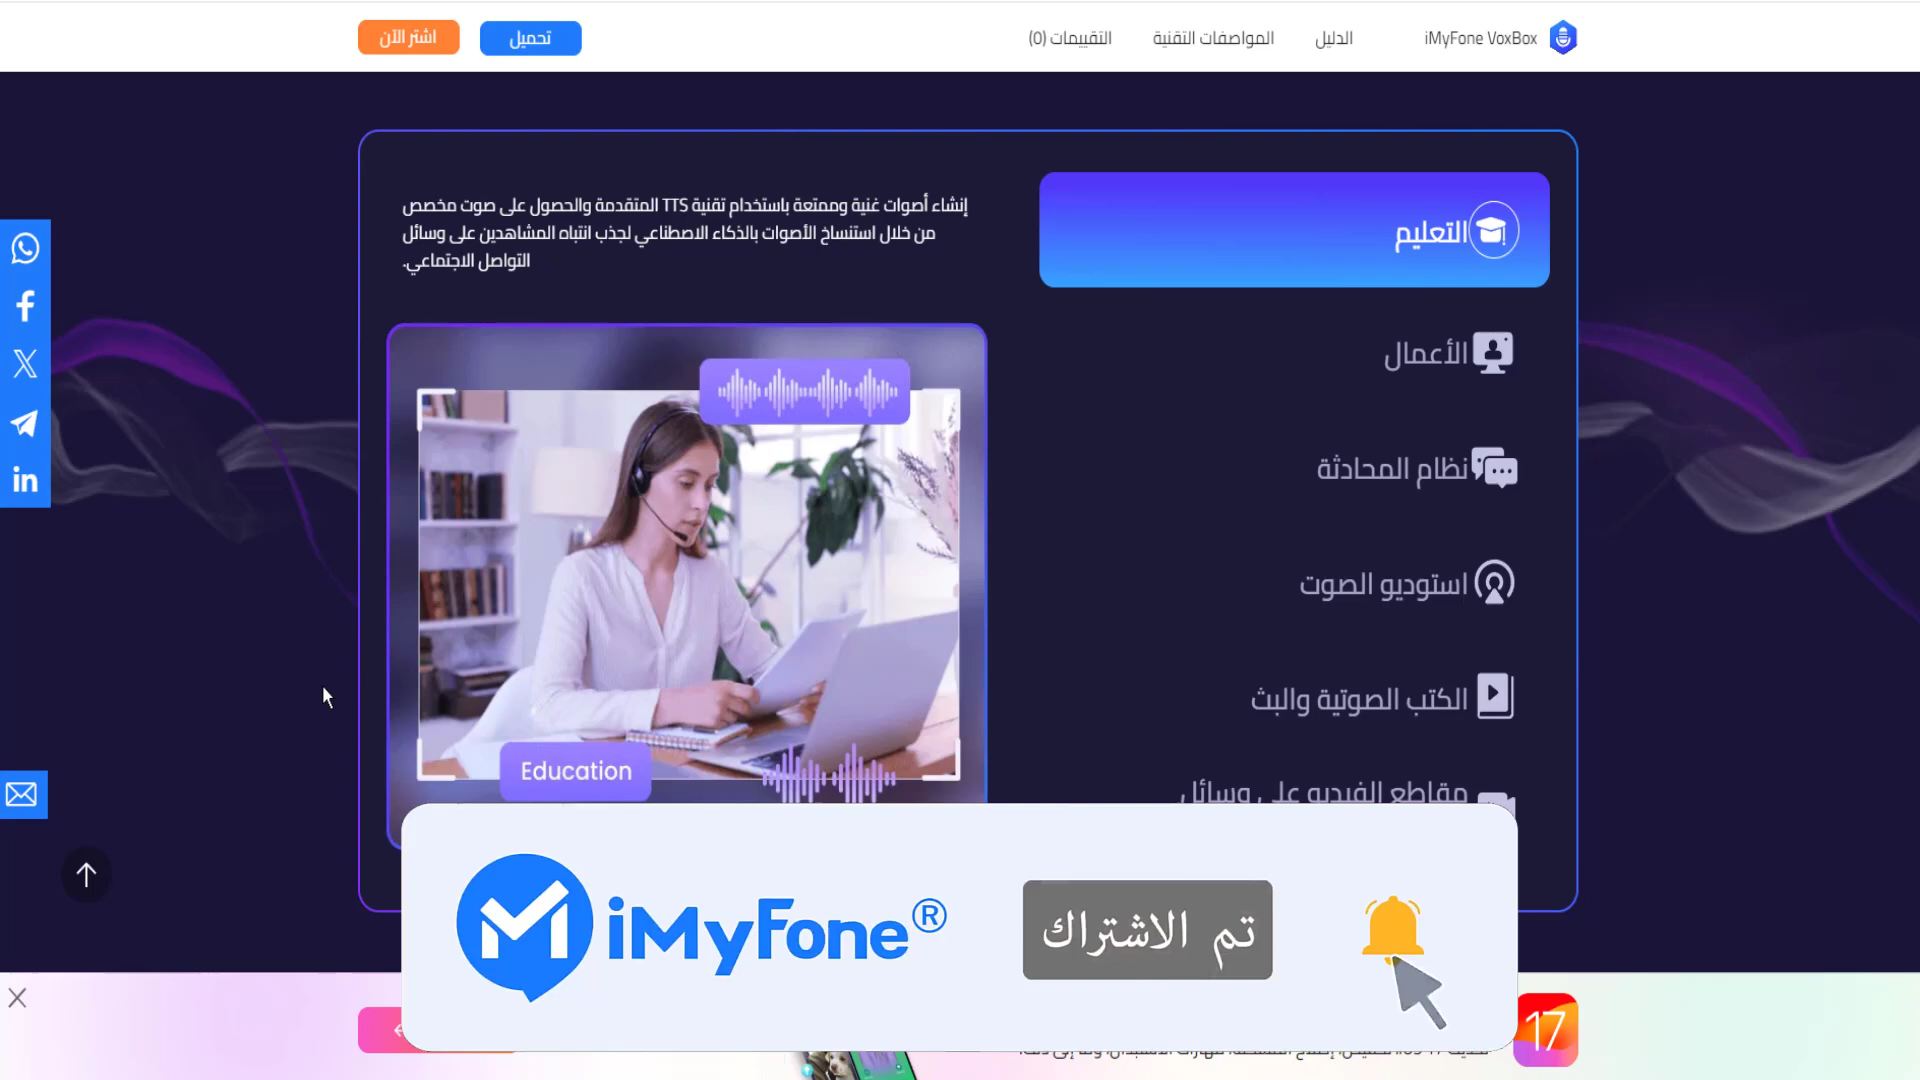 iMyFone VoxBox
الدليل
المواصفات التقنية
التقييمات (0)
تحميل
اشتر الآن
إنشاء أصوات غنية وممتعة باستخدام تقنية TTS المتقدمة والحصول على صوت مخصص
من خلال استنساخ الأصوات بالذكاء الاصطناعي لجذب انتباه المشاهدين على وسائل
التواصل الاجتماعي.
التعليم
الأعمال
نظام المحادثة
استوديو الصوت
الكتب الصوتية والبث
مقاطع الفيديو على وسائل
Education
iMyFone®
تم الاشتراك
17